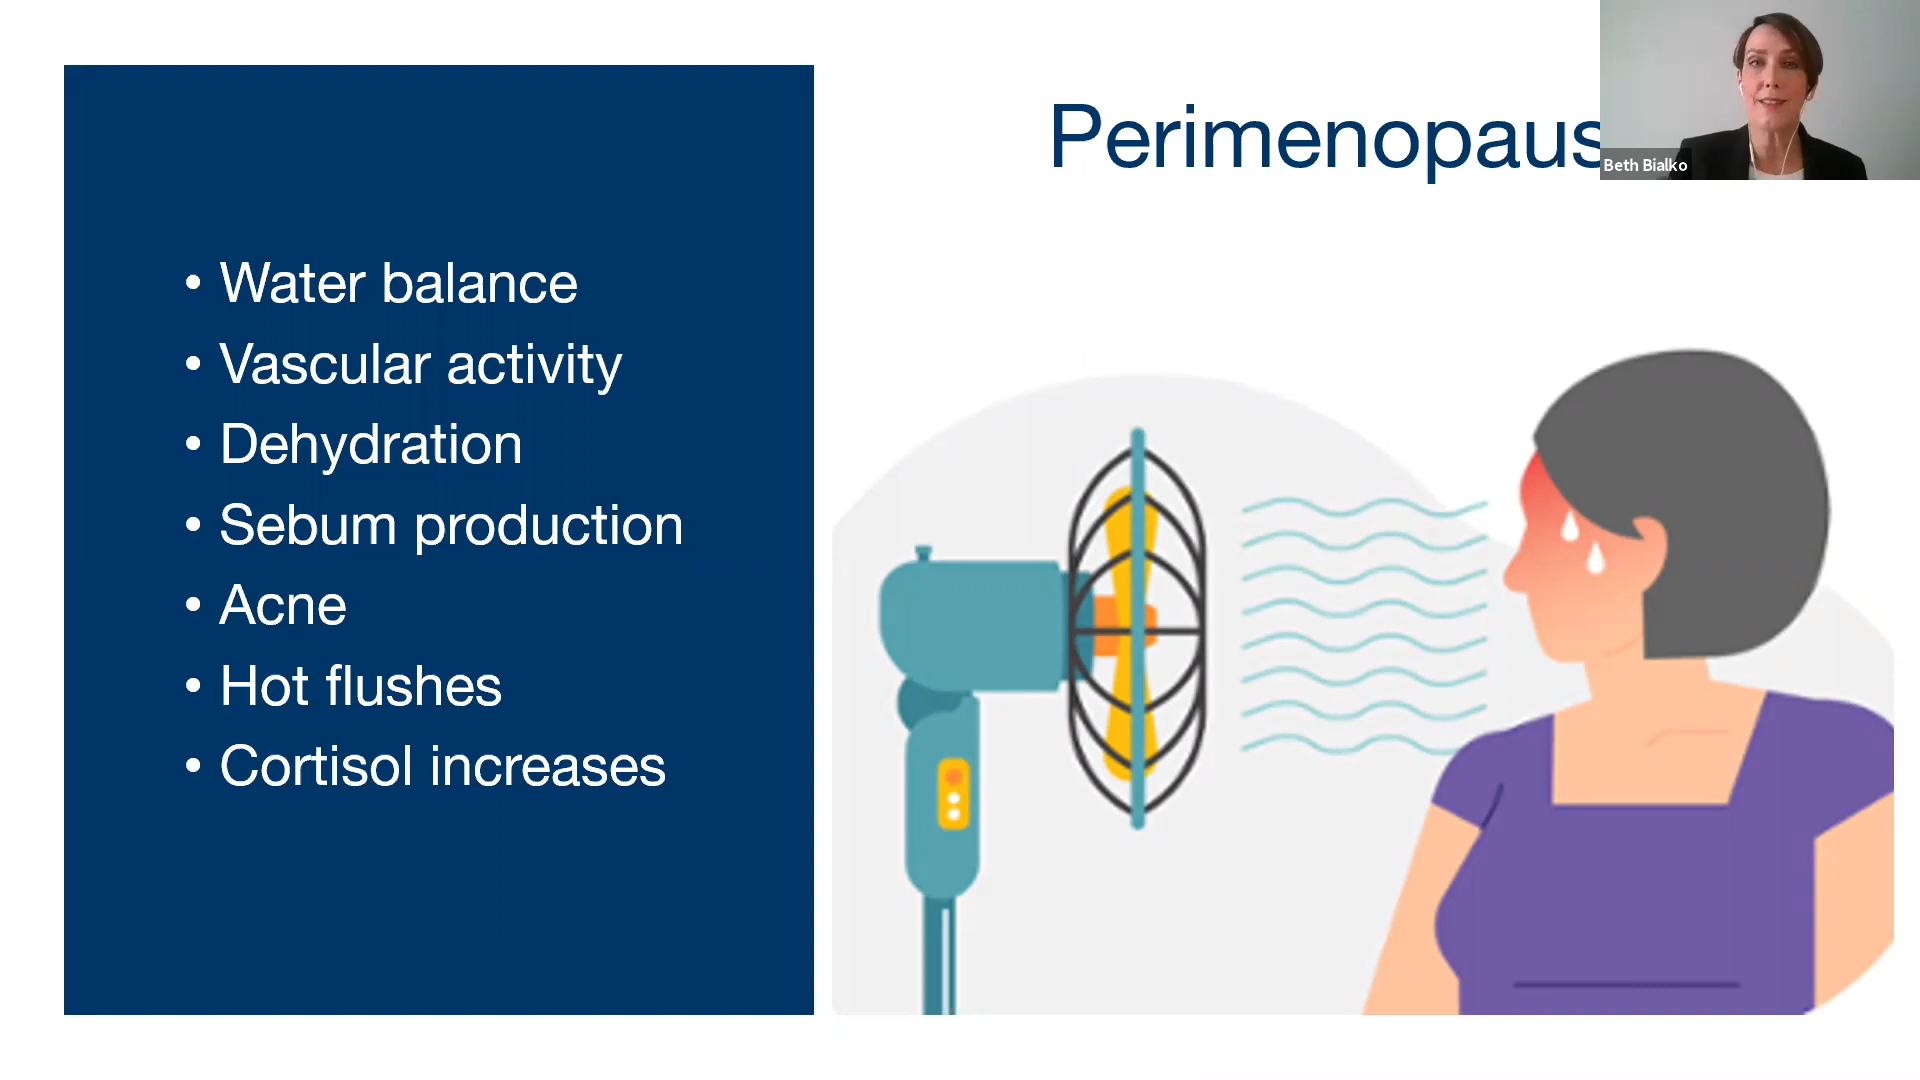 Perimenopaus
Beth Bialko
• Water balance
• Vascular activity
• Dehydration
• Sebum production
• Acne
• Hot flushes
• Cortisol increases